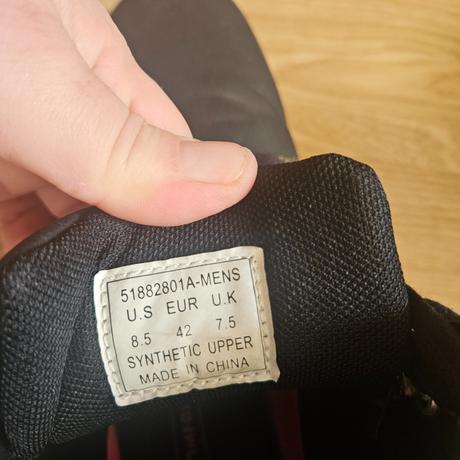 51882801A-MENS
U.S EUR U.K
8.5 42 7.5
SYNTHETIC UPPER
MADE IN CHINA